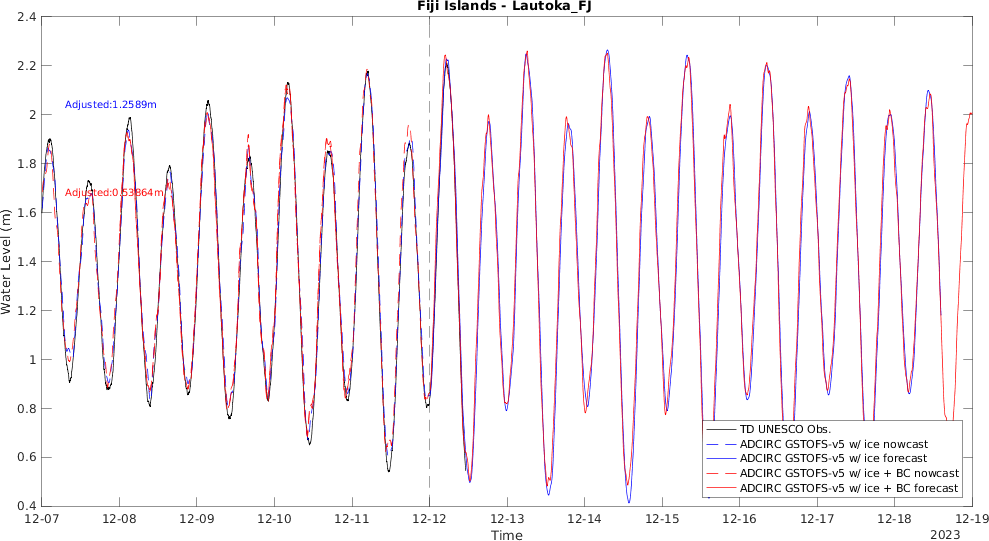 Fiji Islands - Lautoka_FJ
2.4
2.2
2
1.8
1.6
1.4
1.2
1
0.8
0.6
0.4
Water Level (m)
Adjusted:1.2589m
Adjusted:0.53864m
TD UNESCO Obs.
ADCIRC GSTOFS-v5 w/ ice nowcast
ADCIRC GSTOFS-v5 w/ ice forecast
ADCIRC GSTOFS-v5 w/ ice + BC nowcast
ADCIRC GSTOFS-v5 w/ ice + BC forecast
12-07 12-08 12-09 12-10 12-11 12-12 12-13 12-14 12-15 12-16 12-17 12-18 12-19
Time
2023